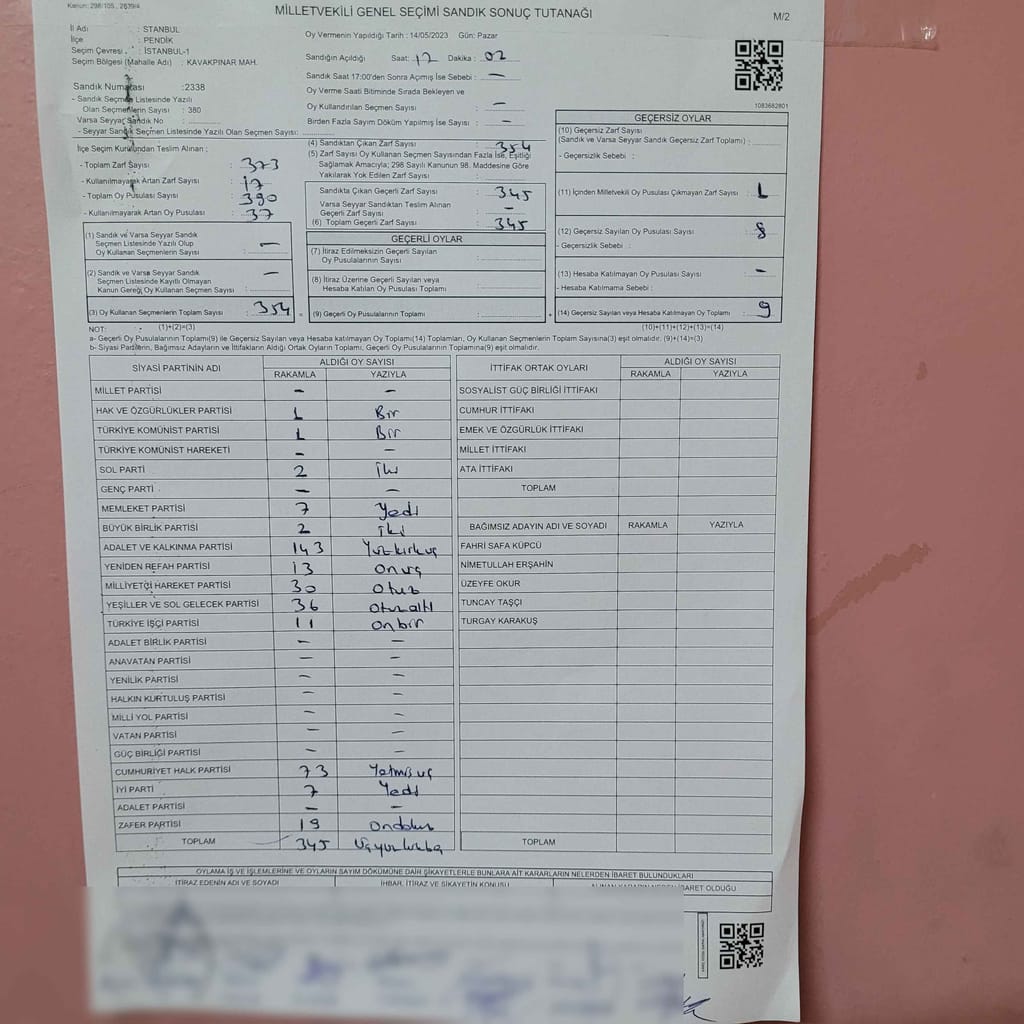 Kanun: 298/105., 2839/4
MİLLETVEKİLİ GENEL SEÇİMİ SANDIK SONUÇ TUTANAĞI
M/2
İl Adı : STANBUL
İlçe : PENDİK
Seçim Çevresi : İSTANBUL-1
Seçim Bölgesi (Mahalle Adı) : KAVAKPINAR MAH.
Sandık Numarası :2338
- Sandık Seçmen Listesinde Yazılı
Olan Seçmenlerin Sayısı : 380
Varsa Seyyar Sandık No :
- Seyyar Sandık Seçmen Listesinde Yazılı Olan Seçmen Sayısı:
Oy Vermenin Yapıldığı Tarih : 14/05/2023 Gün: Pazar
Sandığın Açıldığı Saat: 17 Dakika : 02
Sandık Saat 17:00'den Sonra Açımış İse Sebebi : —
Oy Verme Saati Bitiminde Sırada Bekleyen ve
Oy Kullandırılan Seçmen Sayısı : —
Birden Fazla Sayım Döküm Yapılmış İse Sayısı : —
1083682801
İlçe Seçim Kurulundan Teslim Alınan ;
- Toplam Zarf Sayısı : 373
- Kullanılmayarak Artan Zarf Sayısı : 17
- Toplam Oy Pusulası Sayısı : 390
- Kullanılmayarak Artan Oy Pusulası : 37
(1) Sandık ve Varsa Seyyar Sandık
Seçmen Listesinde Yazılı Olup
Oy Kullanan Seçmenlerin Sayısı : —
(2) Sandık ve Varsa Seyyar Sandık
Seçmen Listesinde Kayıtlı Olmayan
Kanun Gereği Oy Kullanan Seçmen Sayısı : —
(3) Oy Kullanan Seçmenlerin Toplam Sayısı : 354
(4) Sandıktan Çıkan Zarf Sayısı : 354
(5) Zarf Sayısı Oy Kullanan Seçmen Sayısından Fazla İse, Eşitliği
Sağlamak Amacıyla; 298 Sayılı Kanunun 98. Maddesine Göre
Yakılarak Yok Edilen Zarf Sayısı :
Sandıkta Çıkan Geçerli Zarf Sayısı : 345
Varsa Seyyar Sandıktan Teslim Alınan
Geçerli Zarf Sayısı : —
(6) Toplam Geçerli Zarf Sayısı : 345
GEÇERLİ OYLAR
(7) İtiraz Edilmeksizin Geçerli Sayılan
Oy Pusulalarının Sayısı :
(8) İtiraz Üzerine Geçerli Sayılan veya
Hesaba Katılan Oy Pusulası Toplamı :
(9) Geçerli Oy Pusulalarının Toplamı :
GEÇERSİZ OYLAR
(10) Geçersiz Zarf Sayısı
(Sandık ve Varsa Seyyar Sandık Geçersiz Zarf Toplamı) :
- Geçersizlik Sebebi :
(11) İçinden Milletvekili Oy Pusulası Çıkmayan Zarf Sayısı : 1
(12) Geçersiz Sayılan Oy Pusulası Sayısı : 8
- Geçersizlik Sebebi :
(13) Hesaba Katılmayan Oy Pusulası Sayısı : —
- Hesaba Katılmama Sebebi :
(14) Geçersiz Sayılan veya Hesaba Katılmayan Oy Toplamı : 9
NOT: (1)+(2)=(3) (10)+(11)+(12)+(13)=(14)
a- Geçerli Oy Pusulalarının Toplamı(9) ile Geçersiz Sayılan veya Hesaba katılmayan Oy Toplamı(14) Toplamları, Oy Kullanan Seçmenlerin Toplam Sayısına(3) eşit olmalıdır. (9)+(14)=(3)
b- Siyasi Partilerin, Bağımsız Adayların ve İttifakların Aldığı Ortak Oyların Toplamı, Geçerli Oy Pusulalarının Toplamına(9) eşit olmalıdır.
SİYASİ PARTİNİN ADI ALDIĞI OY SAYISI
RAKAMLA YAZIYLA
MİLLET PARTİSİ — —
HAK VE ÖZGÜRLÜKLER PARTİSİ 1 Bir
TÜRKİYE KOMÜNİST PARTİSİ 1 Bir
TÜRKİYE KOMÜNİST HAREKETİ — —
SOL PARTİ 2 İki
GENÇ PARTİ — —
MEMLEKET PARTİSİ 7 Yedi
BÜYÜK BİRLİK PARTİSİ 2 iki
ADALET VE KALKINMA PARTİSİ 143 Yüzkırküç
YENİDEN REFAH PARTİSİ 13 onüç
MİLLİYETÇİ HAREKET PARTİSİ 30 otuz
YEŞİLLER VE SOL GELECEK PARTİSİ 36 otuzaltı
TÜRKİYE İŞÇİ PARTİSİ 11 onbir
ADALET BİRLİK PARTİSİ — —
ANAVATAN PARTİSİ — —
YENİLİK PARTİSİ — —
HALKIN KURTULUŞ PARTİSİ — —
MİLLİ YOL PARTİSİ — —
VATAN PARTİSİ — —
GÜÇ BİRLİĞİ PARTİSİ — —
CUMHURİYET HALK PARTİSİ 73 Yetmişüç
İYİ PARTİ 7 Yedi
ADALET PARTİSİ — —
ZAFER PARTİSİ 19 ondokuz
TOPLAM 345 Üçyüzkırkbeş
İTTİFAK ORTAK OYLARI ALDIĞI OY SAYISI
RAKAMLA YAZIYLA
SOSYALİST GÜÇ BİRLİĞİ İTTİFAKI
CUMHUR İTTİFAKI
EMEK VE ÖZGÜRLÜK İTTİFAKI
MİLLET İTTİFAKI
ATA İTTİFAKI
TOPLAM
BAĞIMSIZ ADAYIN ADI VE SOYADI RAKAMLA YAZIYLA
FAHRİ SAFA KÜPCÜ
NİMETULLAH ERŞAHİN
ÜZEYFE OKUR
TUNCAY TAŞÇI
TURGAY KARAKUŞ
TOPLAM
OYLAMA İŞ VE İŞLEMLERİNE VE OYLARIN SAYIM DÖKÜMÜNE DAİR ŞİKAYETLERLE BUNLARA AİT KARARLARIN NELERDEN İBARET BULUNDUKLARI
İTİRAZ EDENİN ADI VE SOYADI İHBAR, İTİRAZ VE ŞİKAYETİN KONUSU ALINAN KARARIN NEDEN İBARET OLDUĞU